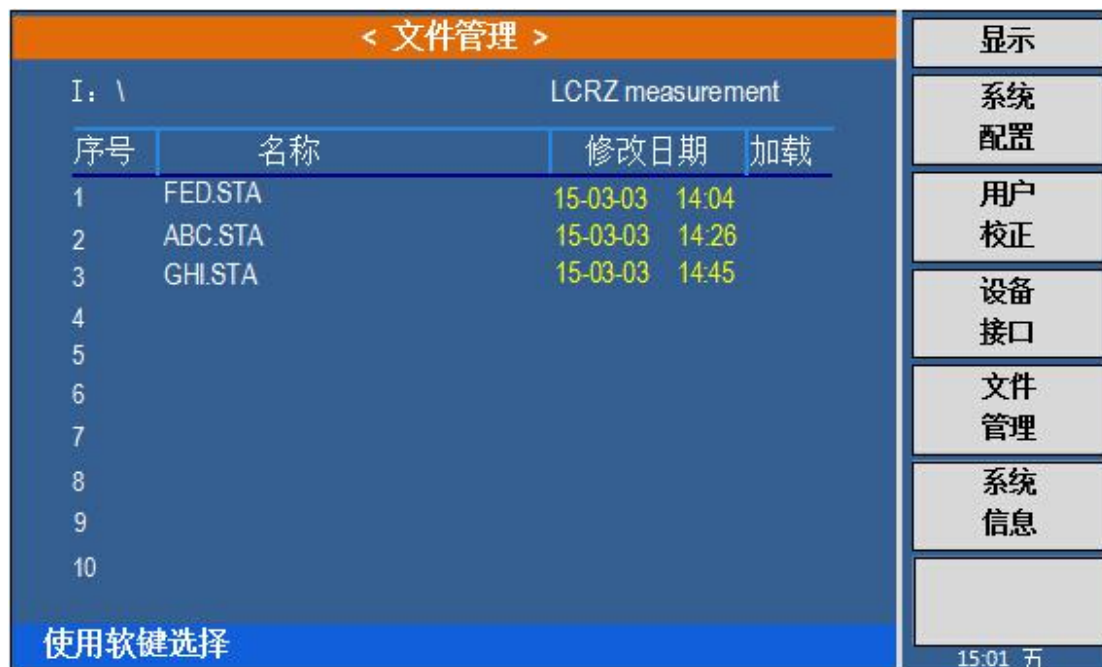 < 文件管理 >
I：\ LCRZ measurement
序号 名称 修改日期 加载
1 FED.STA 15-03-03 14:04
2 ABC.STA 15-03-03 14:26
3 GHI.STA 15-03-03 14:45
4
5
6
7
8
9
10
使用软键选择
显示
系统
配置
用户
校正
设备
接口
文件
管理
系统
信息
15:01 五